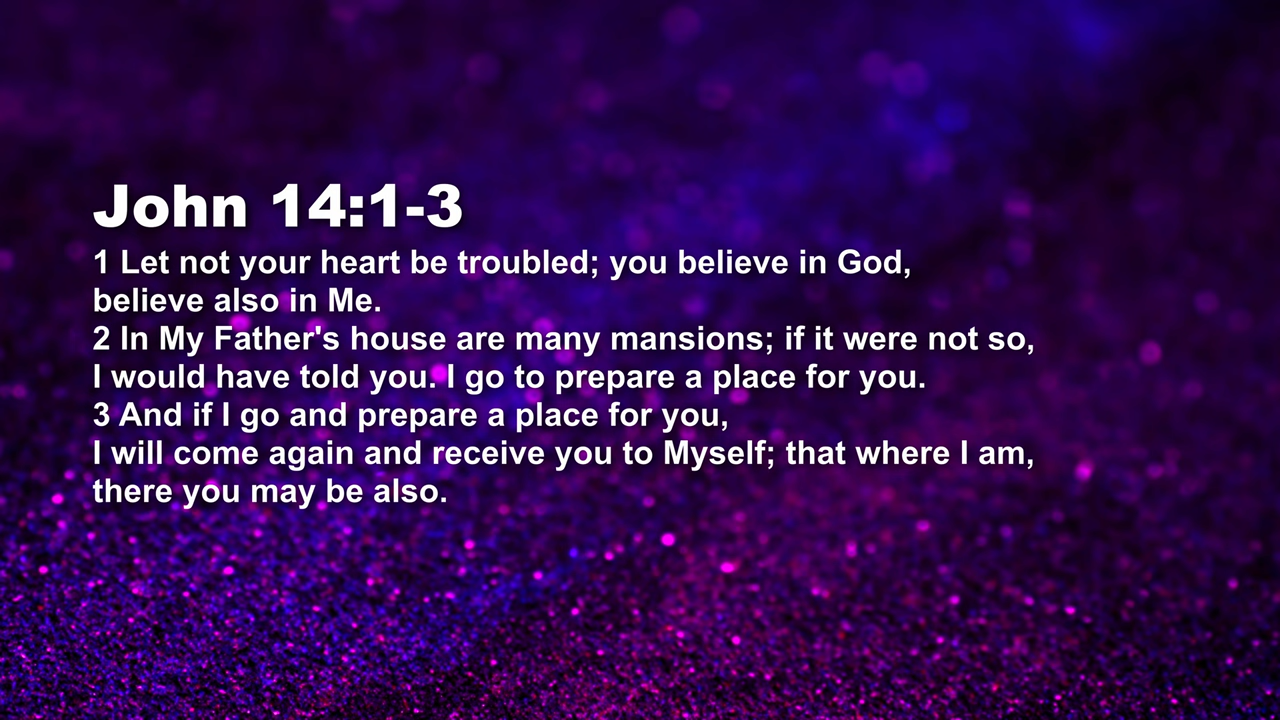 John 14:1-3
1 Let not your heart be troubled; you believe in God,
believe also in Me.
2 In My Father's house are many mansions; if it were not so,
I would have told you. I go to prepare a place for you.
3 And if I go and prepare a place for you,
I will come again and receive you to Myself; that where I am,
there you may be also.